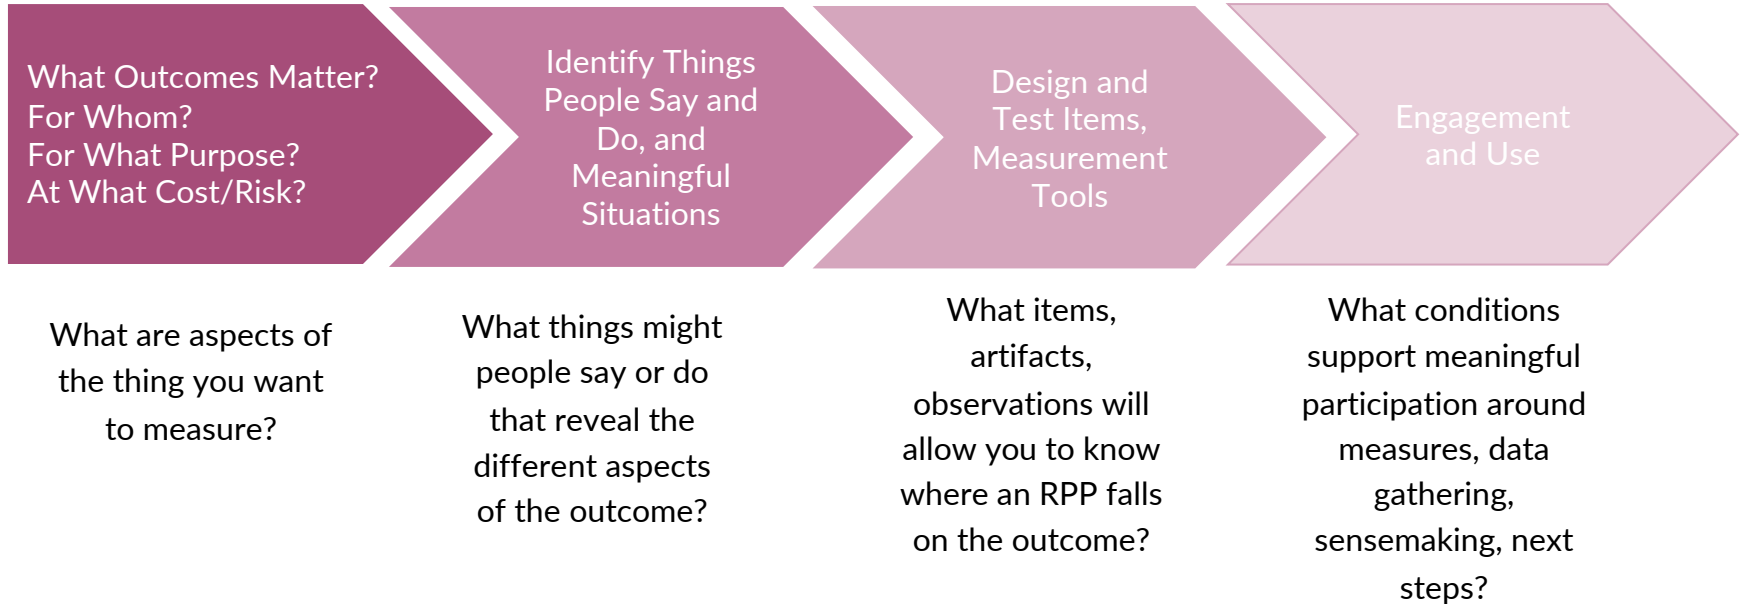 What Outcomes Matter?
For Whom?
For What Purpose?
At What Cost/Risk?
Identify Things
People Say and
Do, and
Meaningful
Situations
Design and
Test Items,
Measurement
Tools
Engagement
and Use
What are aspects of
the thing you want
to measure?
What things might
people say or do
that reveal the
different aspects
of the outcome?
What items,
artifacts,
observations will
allow you to know
where an RPP falls
on the outcome?
What conditions
support meaningful
participation around
measures, data
gathering,
sensemaking, next
steps?